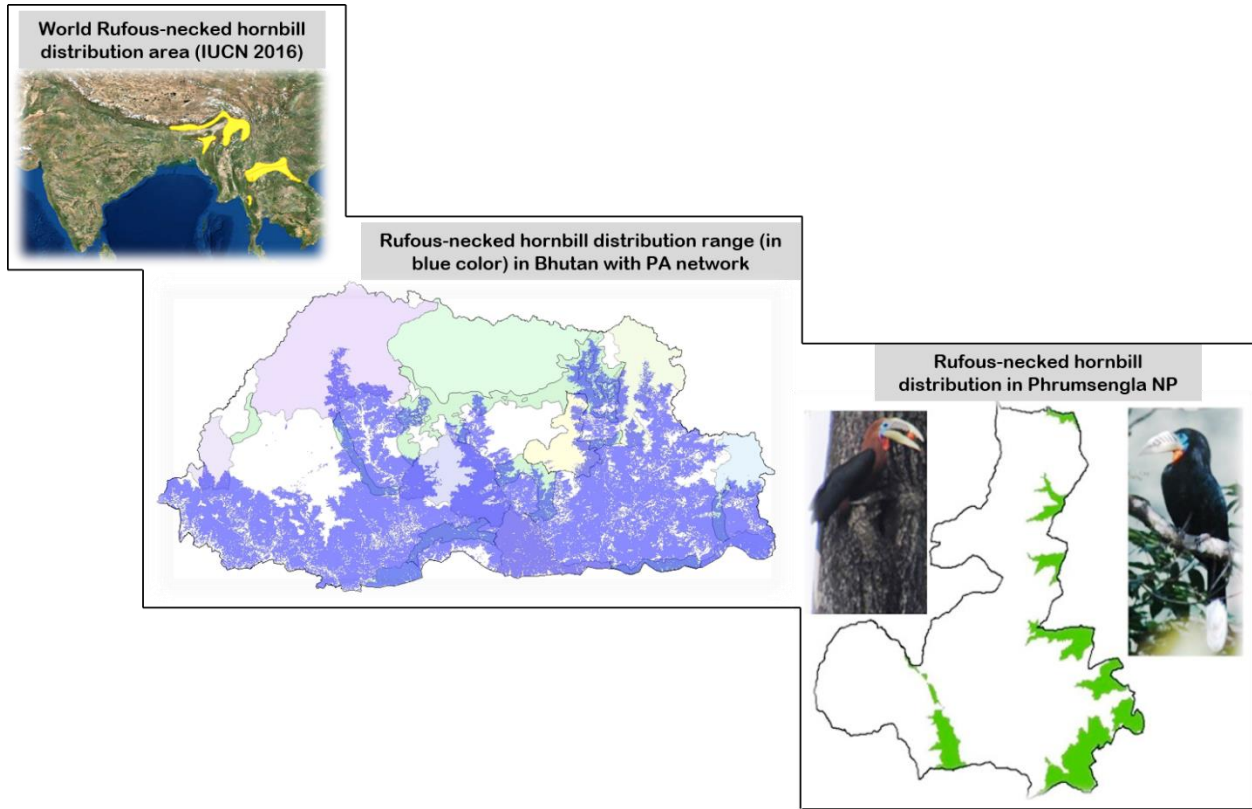 World Rufous-necked hornbill
distribution area (IUCN 2016)
Rufous-necked hornbill distribution range (in
blue color) in Bhutan with PA network
Rufous-necked hornbill
distribution in Phrumsengla NP